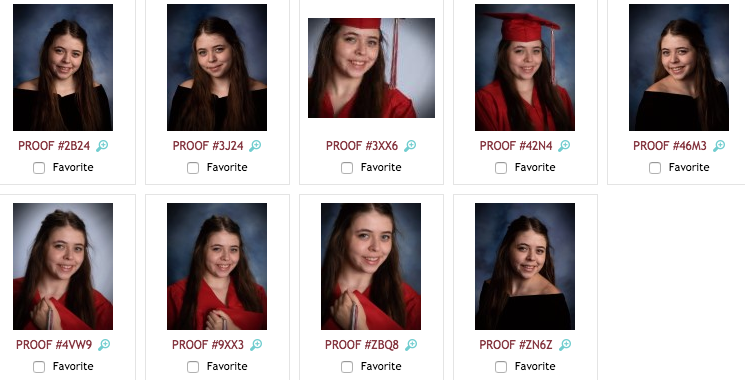 PROOF #2B24
Favorite
PROOF #3J24
Favorite
PROOF #3XX6
Favorite
PROOF #42N4
Favorite
PROOF #46M3
Favorite
PROOF #4VW9
Favorite
PROOF #9XX3
Favorite
PROOF #ZBQ8
Favorite
PROOF #ZN6Z
Favorite